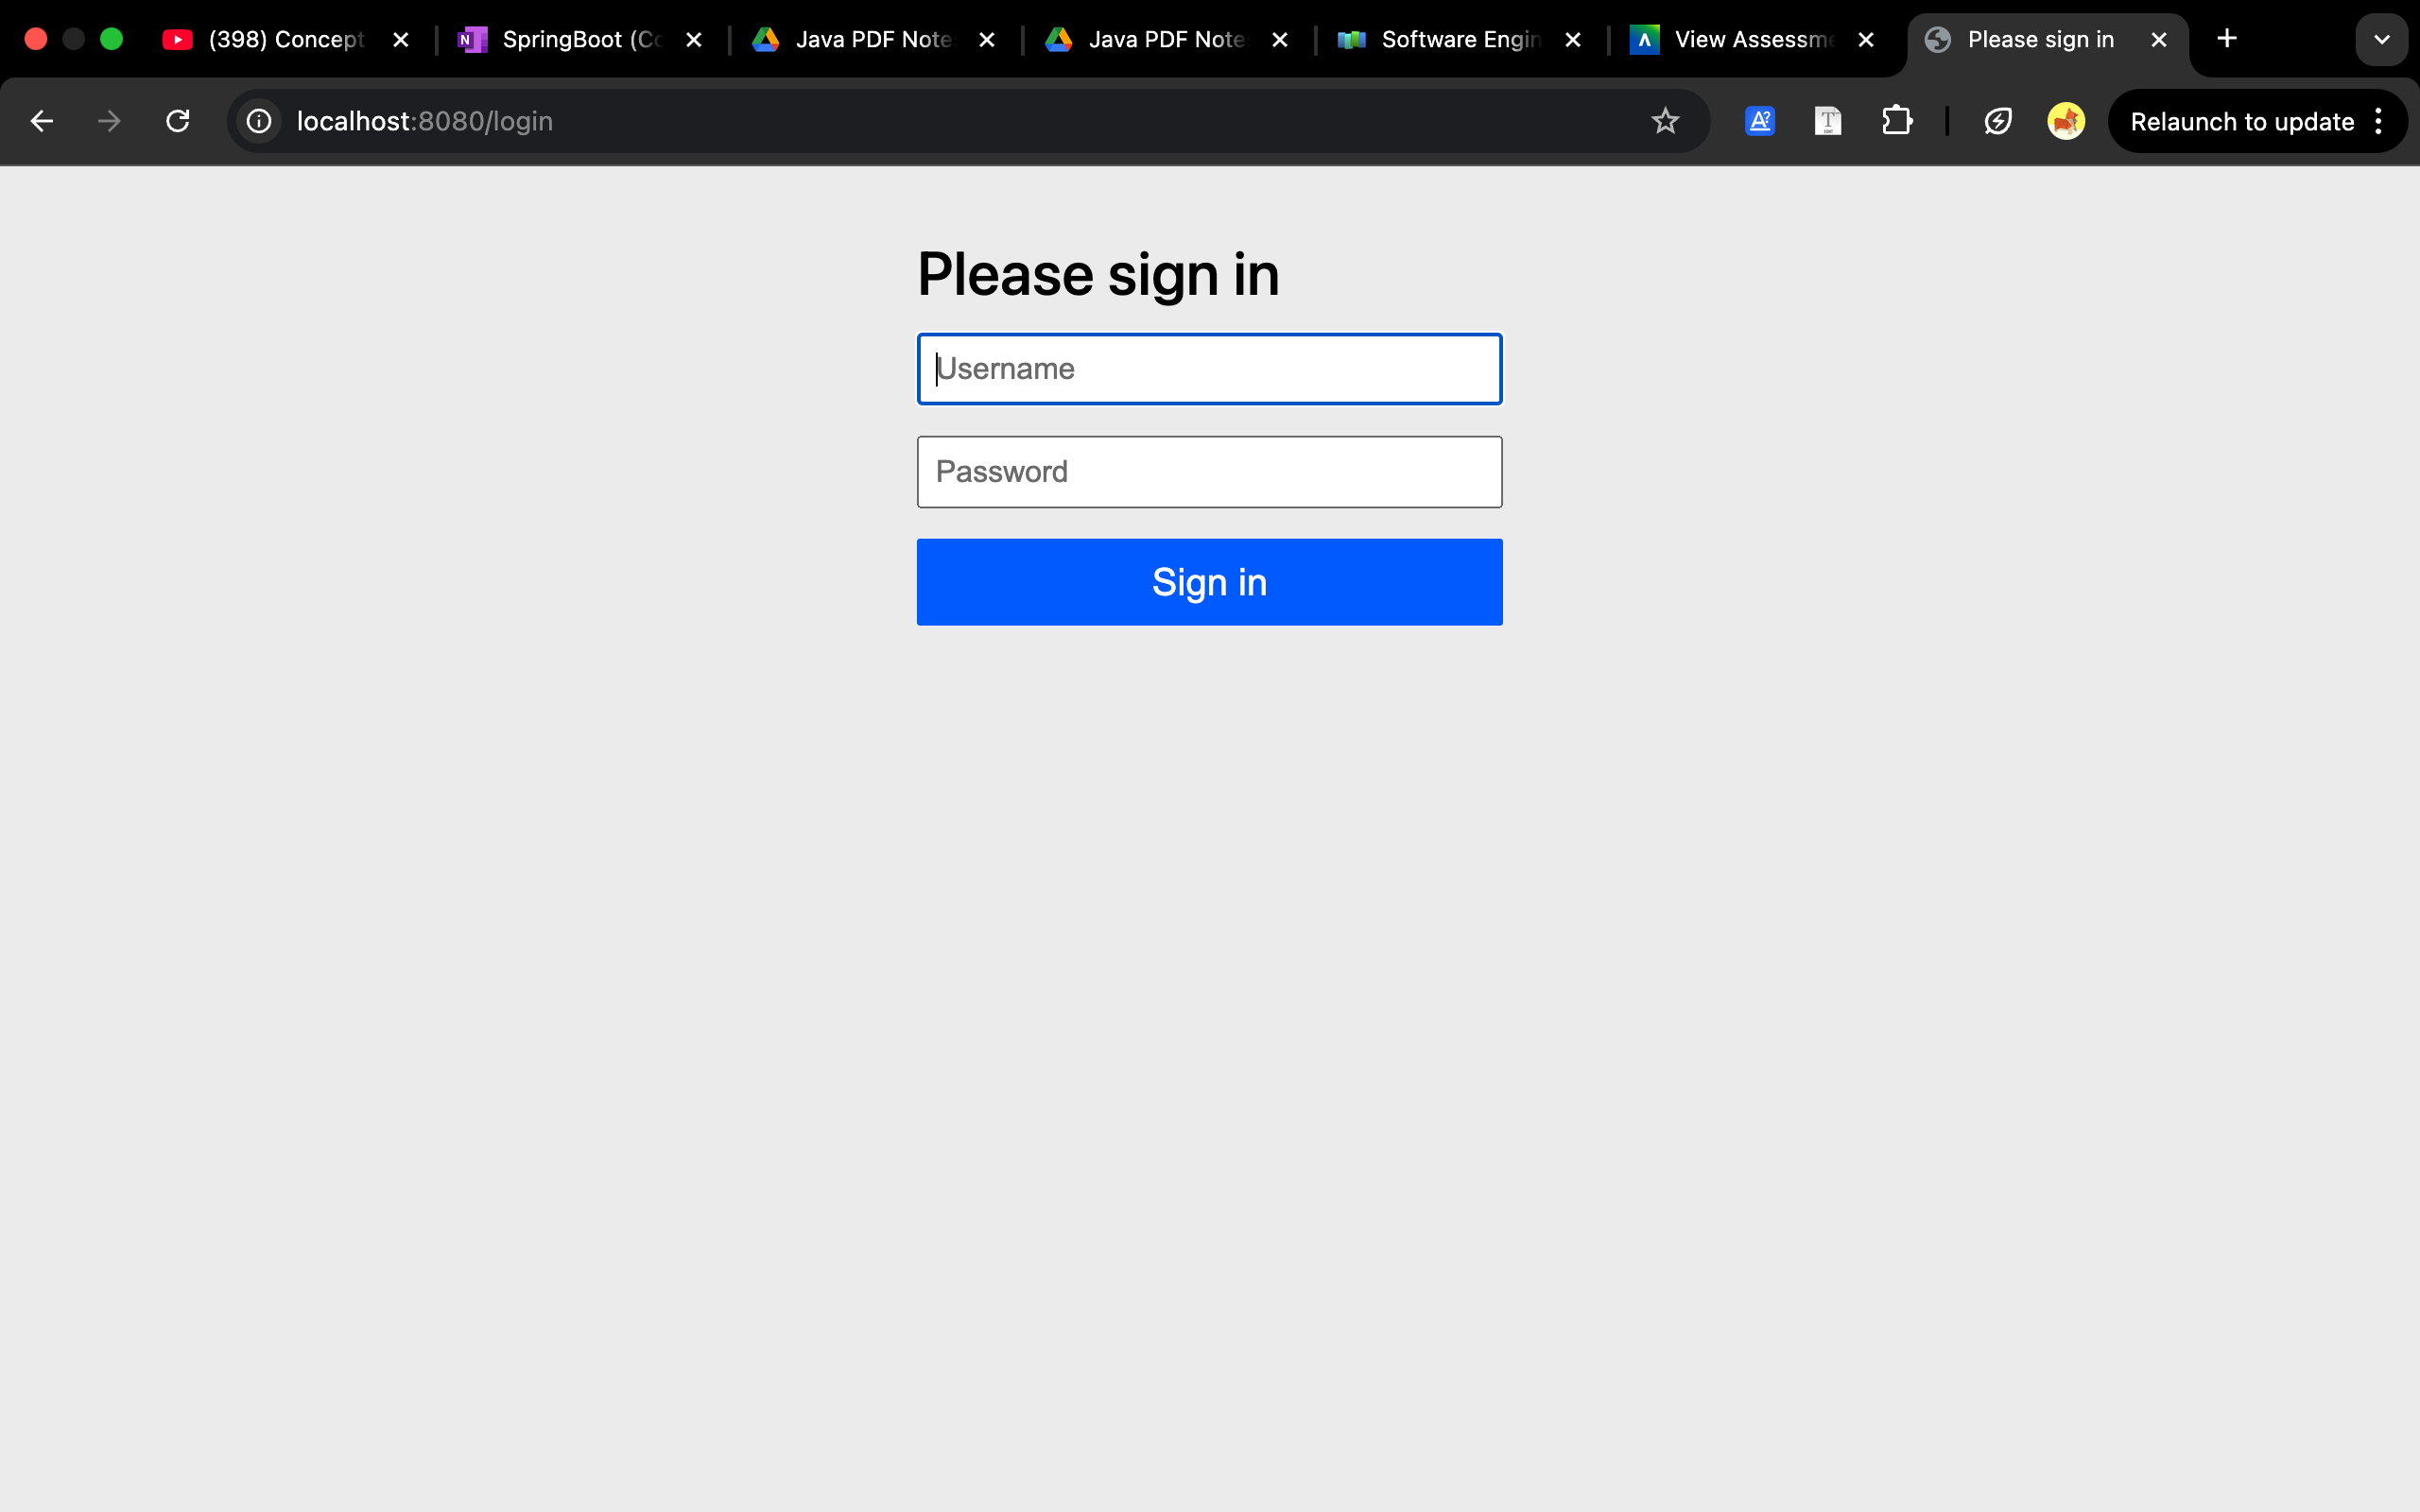 (398) Concept
SpringBoot (Co
Java PDF Note
Java PDF Note
Software Engin
View Assessme
Please sign in
localhost:8080/login
Relaunch to update
Please sign in
Username
Password
Sign in